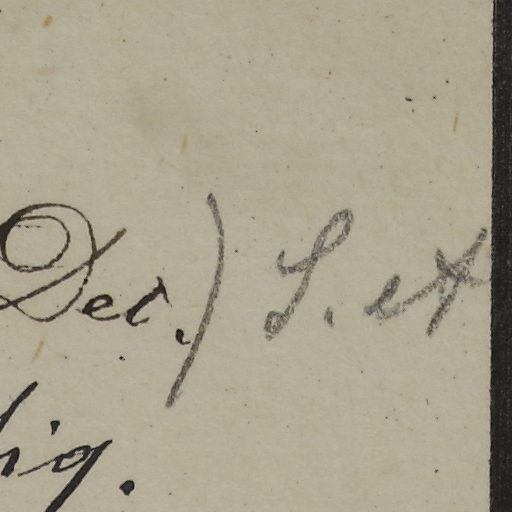 Det.) S. et
hig.